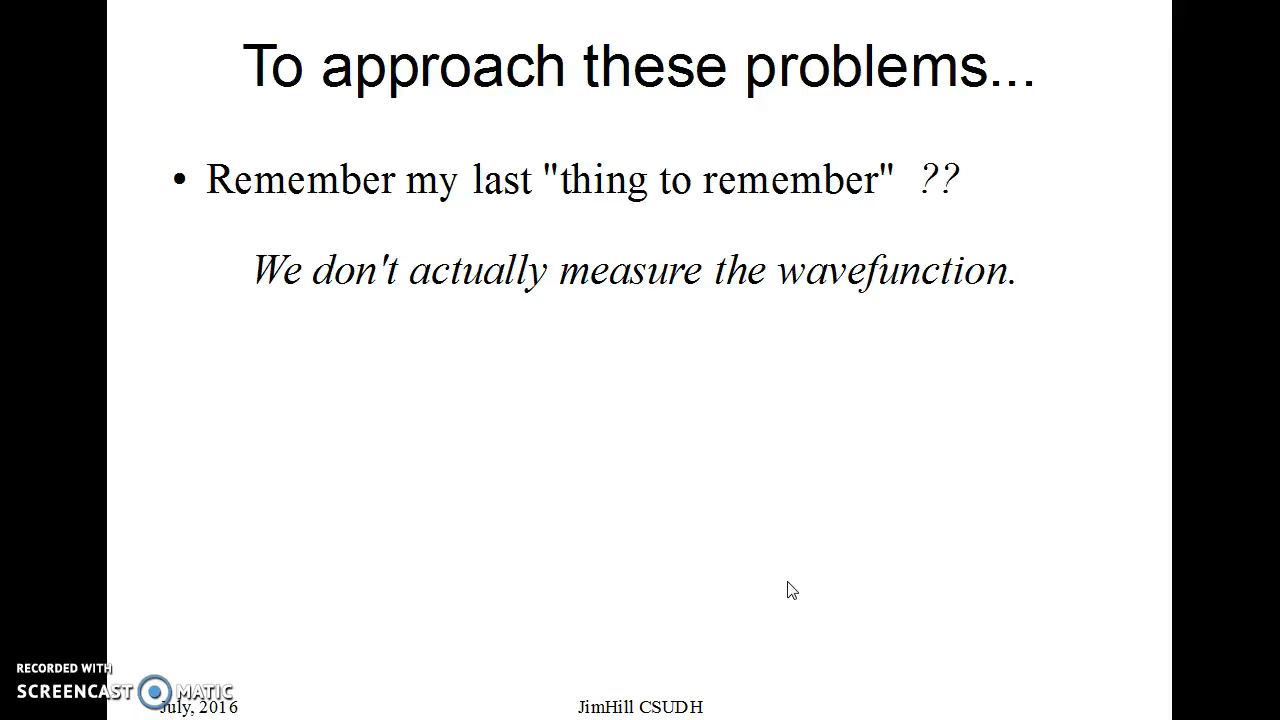 To approach these problems...
• Remember my last "thing to remember" ??
We don't actually measure the wavefunction.
RECORDED WITH
SCREENCAST MATIC
July, 2016
JimHill CSUDH